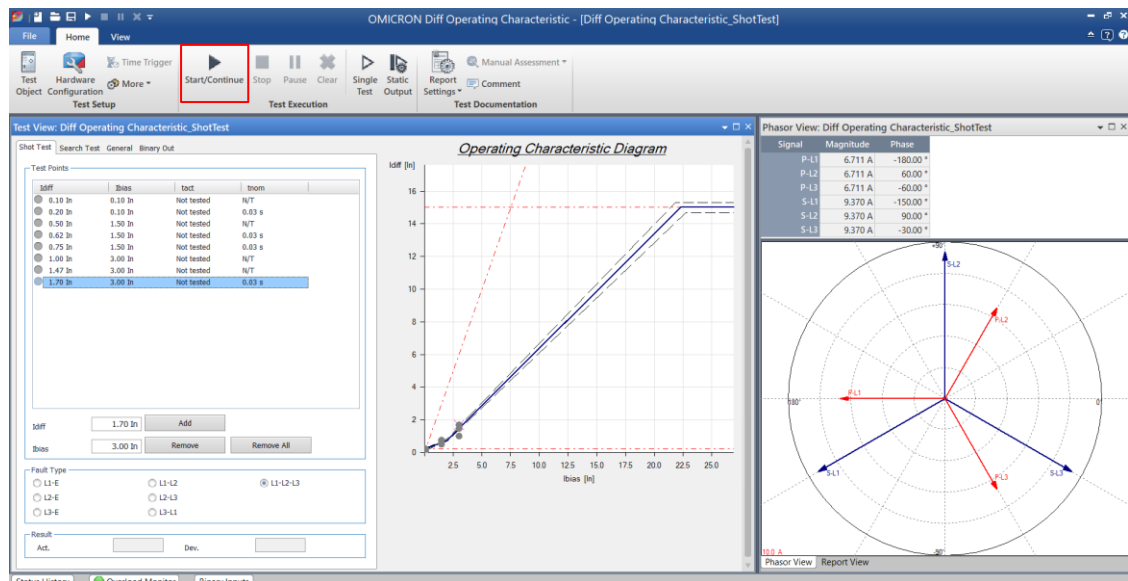 OMICRON Diff Operating Characteristic - [Diff Operating Characteristic_ShotTest]
File Home View
Test Object
Hardware Configuration
Time Trigger
More
Test Setup
Start/Continue
Stop
Pause
Clear
Test Execution
Single Test
Static Output
Report Settings
Manual Assessment
Comment
Test Documentation
Test View: Diff Operating Characteristic_ShotTest
Shot Test Search Test General Binary Out
Test Points
Idiff Ibias tact tnom
0.10 In 0.10 In Not tested N/T
0.20 In 0.10 In Not tested 0.03 s
0.50 In 1.50 In Not tested N/T
0.62 In 1.50 In Not tested 0.03 s
0.75 In 1.50 In Not tested 0.03 s
1.00 In 3.00 In Not tested N/T
1.47 In 3.00 In Not tested N/T
1.70 In 3.00 In Not tested 0.03 s
Idiff 1.70 In Add
Ibias 3.00 In Remove Remove All
Fault Type
L1-E L1-L2 L1-L2-L3
L2-E L2-L3
L3-E L3-L1
Result
Act. Dev.
Operating Characteristic Diagram
Idiff [In]
16
14
12
10
8
6
4
2
0
2.5 5.0 7.5 10.0 12.5 15.0 17.5 20.0 22.5 25.0
Ibias [In]
Phasor View: Diff Operating Characteristic_ShotTest
Signal Magnitude Phase
P-L1 6.711 A -180.00 °
P-L2 6.711 A 60.00 °
P-L3 6.711 A -60.00 °
S-L1 9.370 A -150.00 °
S-L2 9.370 A 90.00 °
S-L3 9.370 A -30.00 °
+90°
S-L2
P-L2
P-L1
180°
0°
S-L1
P-L3
S-L3
-90°
10.0 A
Phasor View Report View
Status History Overload Monitor Binary Inputs